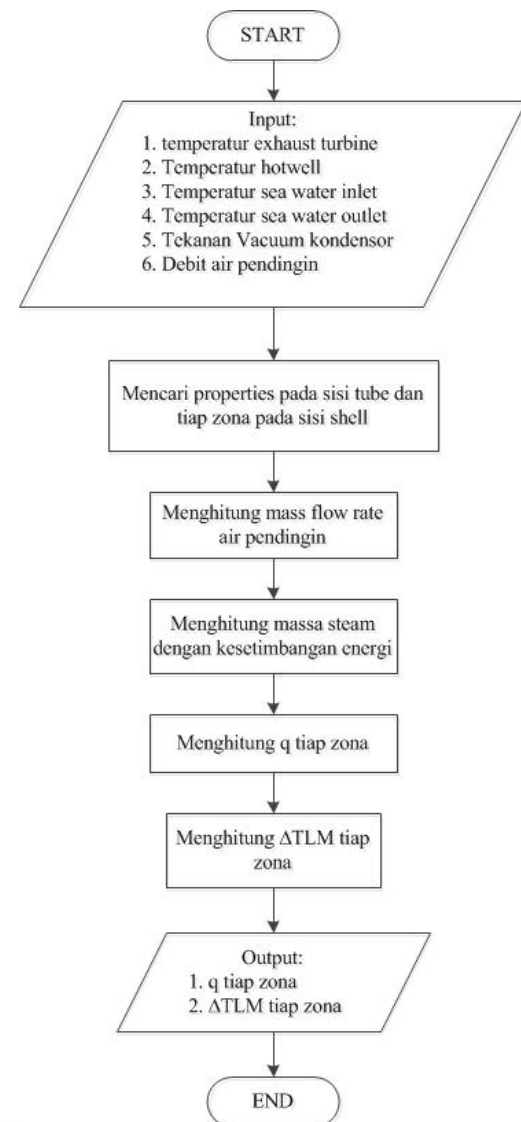 START
Input:
1. temperatur exhaust turbine
2. Temperatur hotwell
3. Temperatur sea water inlet
4. Temperatur sea water outlet
5. Tekanan Vacuum kondensor
6. Debit air pendingin
Mencari properties pada sisi tube dan
tiap zona pada sisi shell
Menghitung mass flow rate
air pendingin
Menghitung massa steam
dengan kesetimbangan energi
Menghitung q tiap zona
Menghitung ΔTLM tiap
zona
Output:
1. q tiap zona
2. ΔTLM tiap zona
END